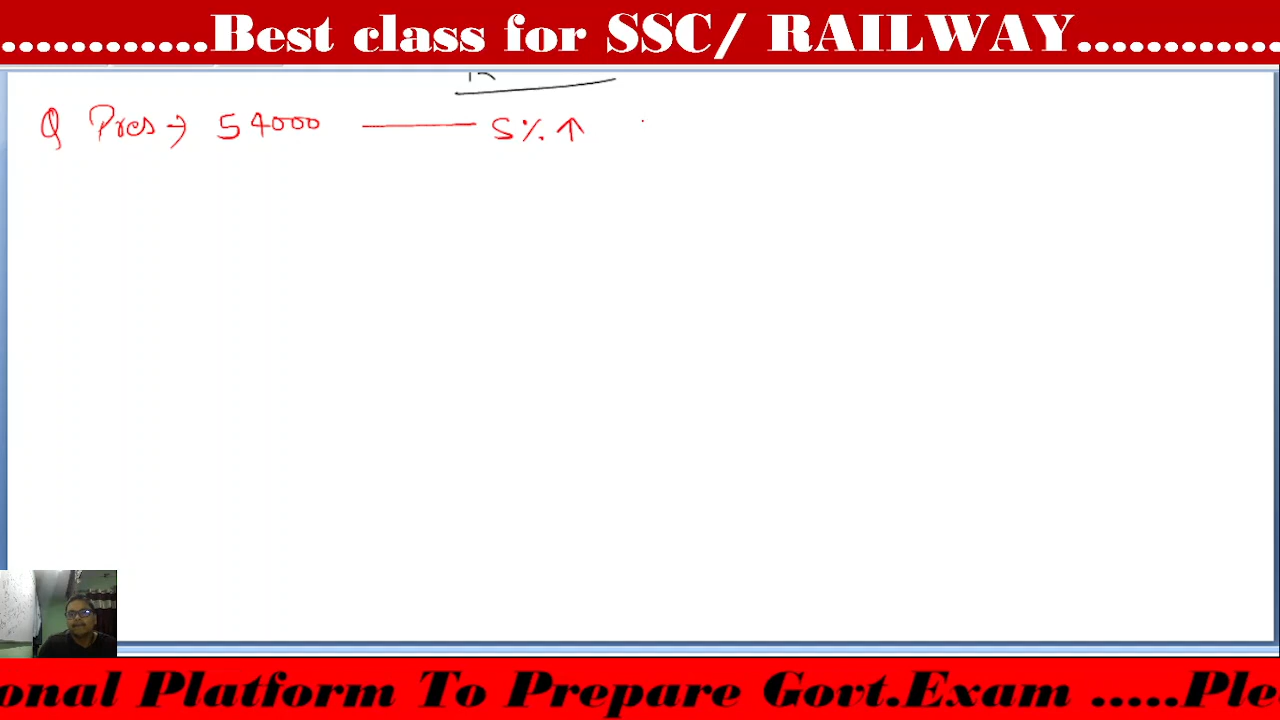 ............Best class for SSC/ RAILWAY............
Q Pres → 54000 —— 5% ↑
onal Platform To Prepare Govt.Exam .....Ple